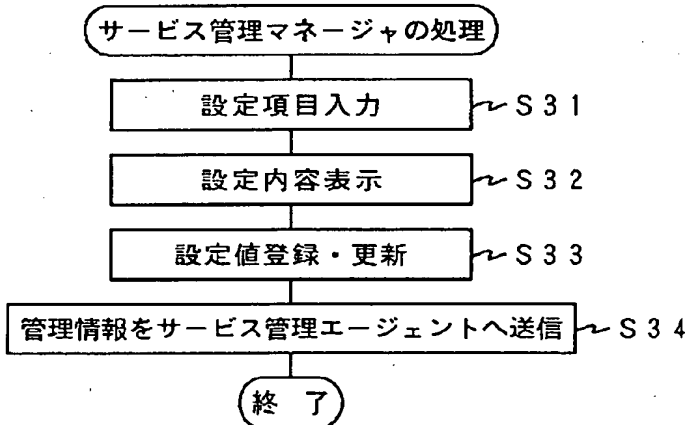 サービス管理マネージャの処理
設定項目入力 S31
設定内容表示 S32
設定値登録・更新 S33
管理情報をサービス管理エージェントへ送信 S34
終 了